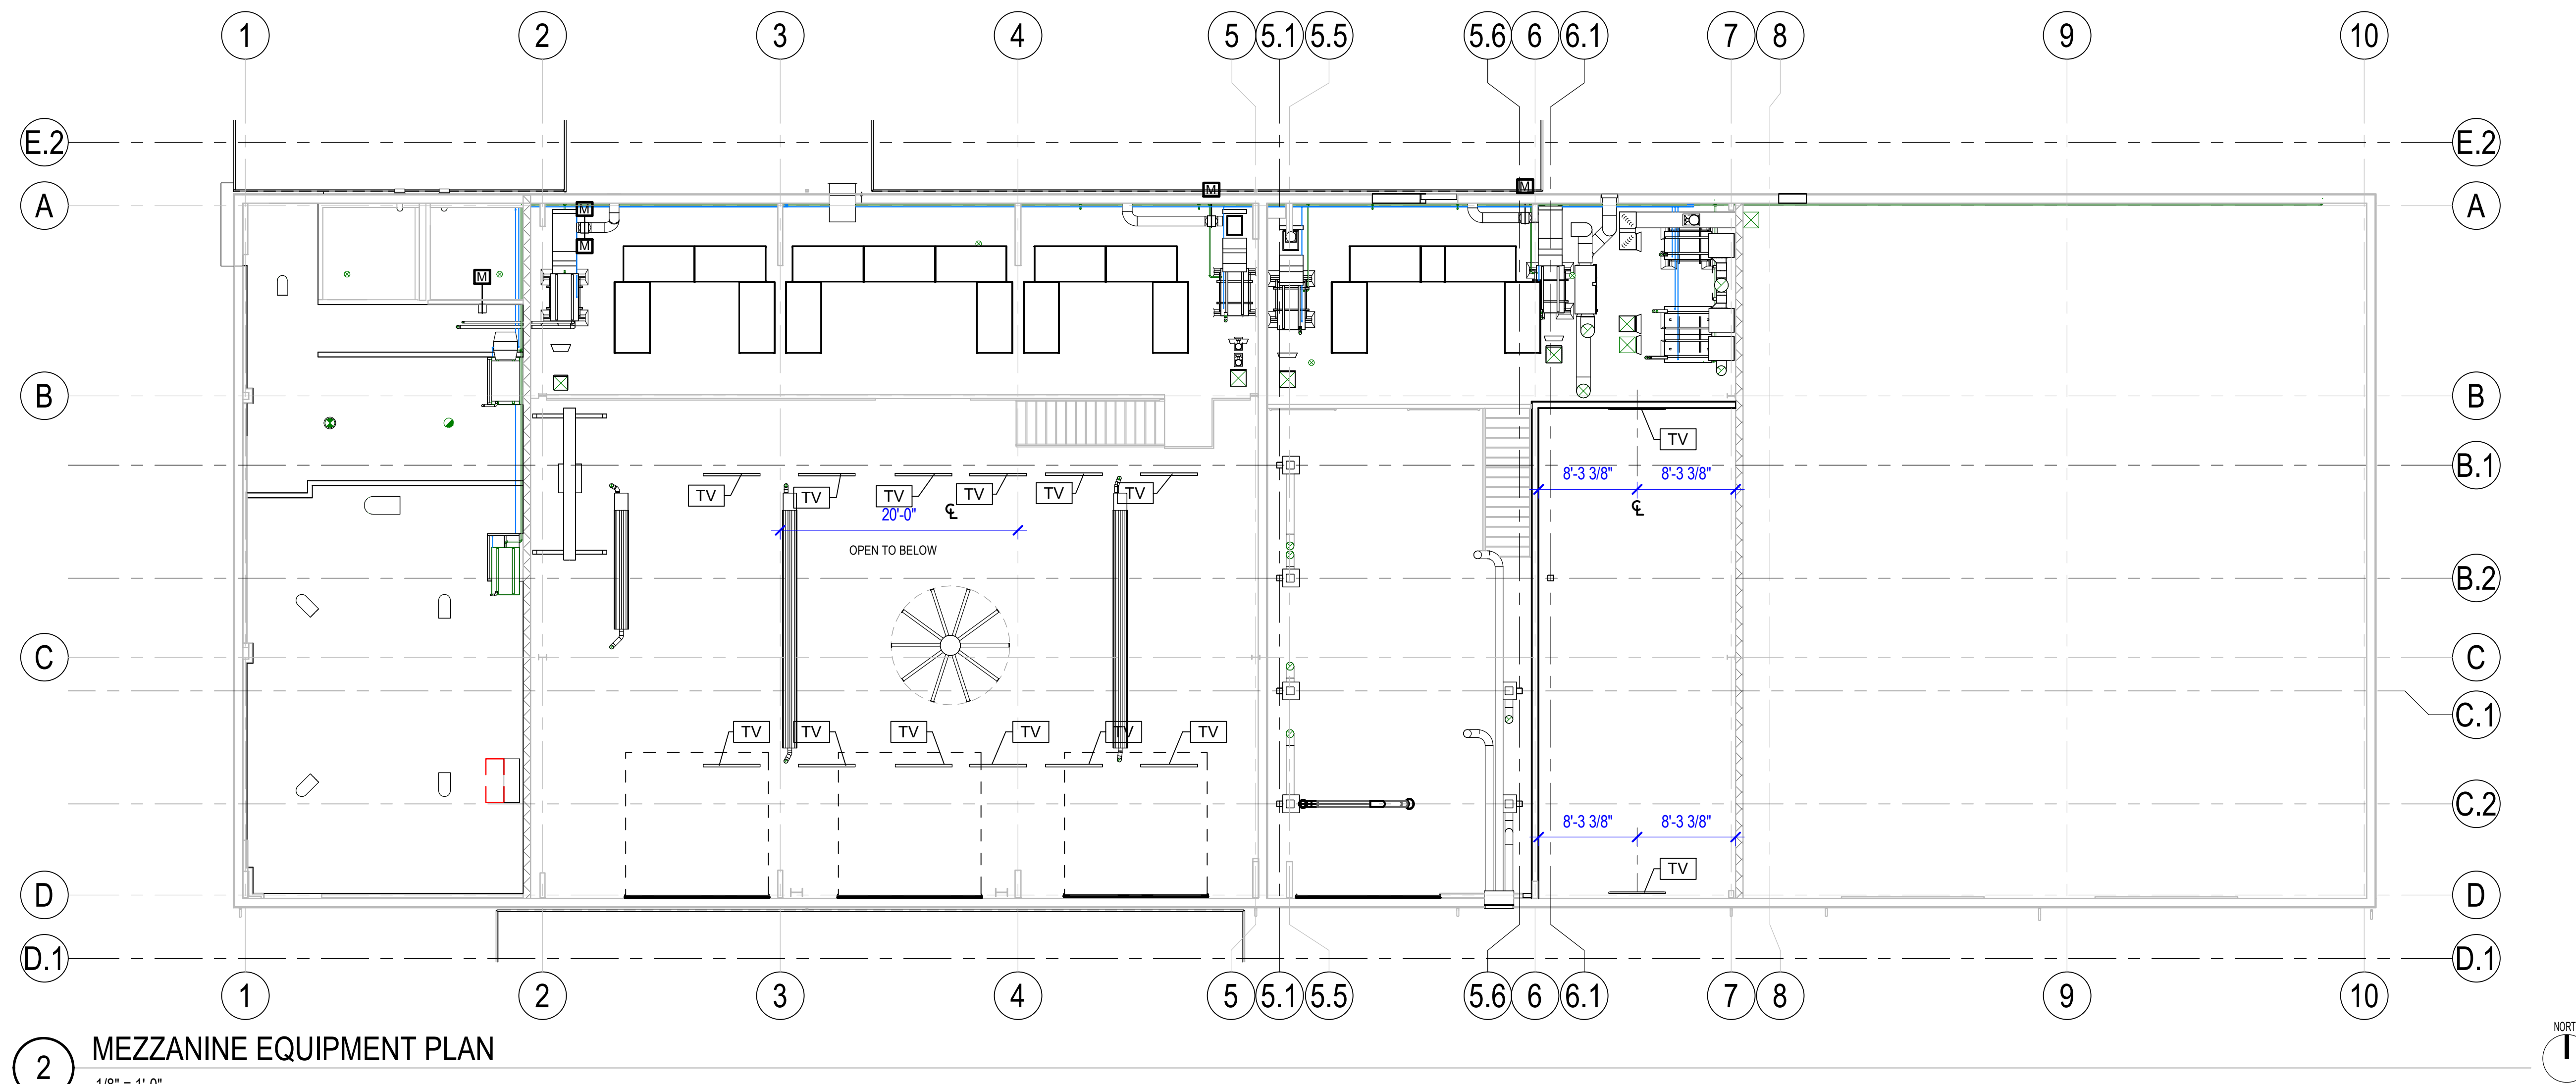 1 2 3 4 5 5.1 5.5 5.6 6 6.1 7 8 9 10
E.2 E.2
A A
M M M
M
M
B B
TV
B.1 8'-3 3/8" 8'-3 3/8" B.1
TV TV TV TV TV TV
20'-0" ℄ ℄
OPEN TO BELOW
B.2 B.2
C C
C.1
TV TV TV TV TV TV
C.2 C.2
8'-3 3/8" 8'-3 3/8"
TV
D D
D.1 D.1
1 2 3 4 5 5.1 5.5 5.6 6 6.1 7 8 9 10
2 MEZZANINE EQUIPMENT PLAN
1/8" = 1'-0"